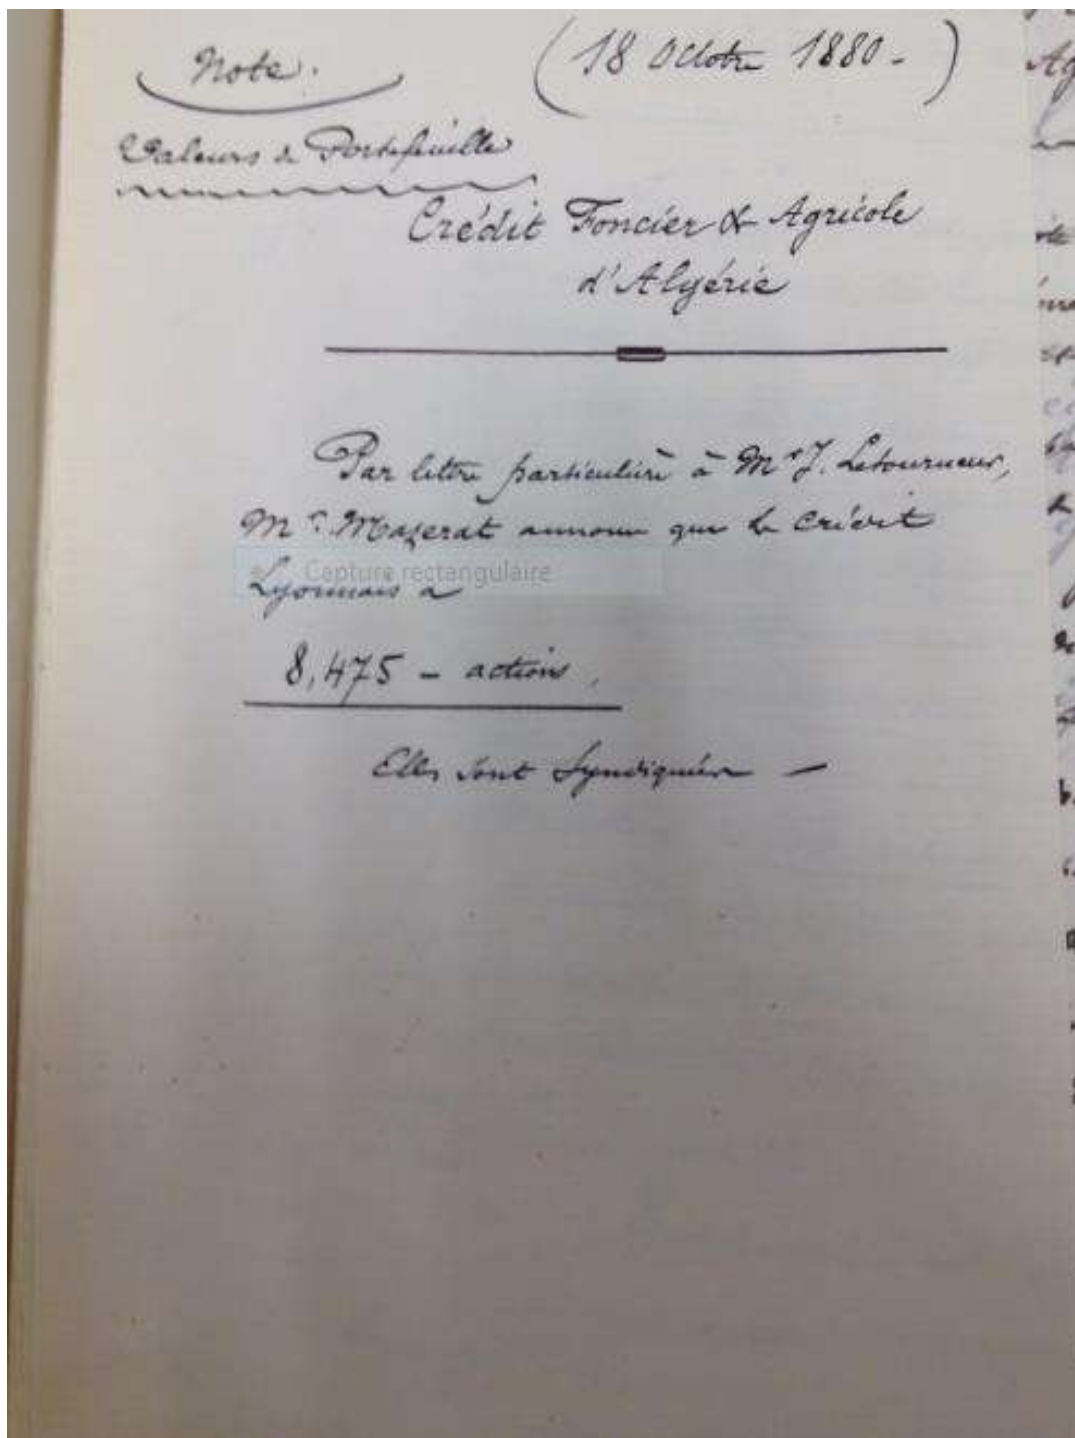 Note.
(18 Octobre 1880 -)
Valeurs de Portefeuille
Crédit Foncier & Agricole
d'Algérie
Par lettre particulière à Mr J. Letourneur,
Mr Mazerat annonce que le Crédit
Lyonnais a
Capture rectangulaire
8,475 - actions,
Elles sont Syndiquées -